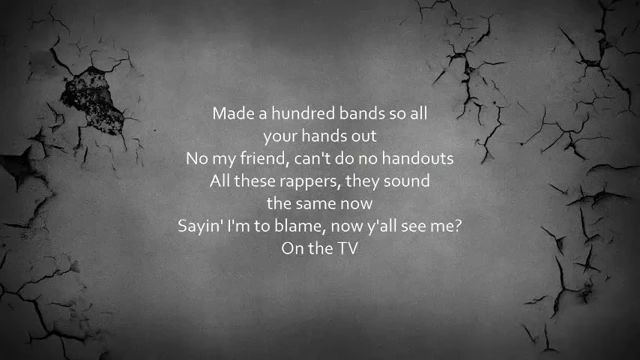 Made a hundred bands so all
your hands out
No my friend, can't do no handouts
All these rappers, they sound
the same now
Sayin' I'm to blame, now y'all see me?
On the TV